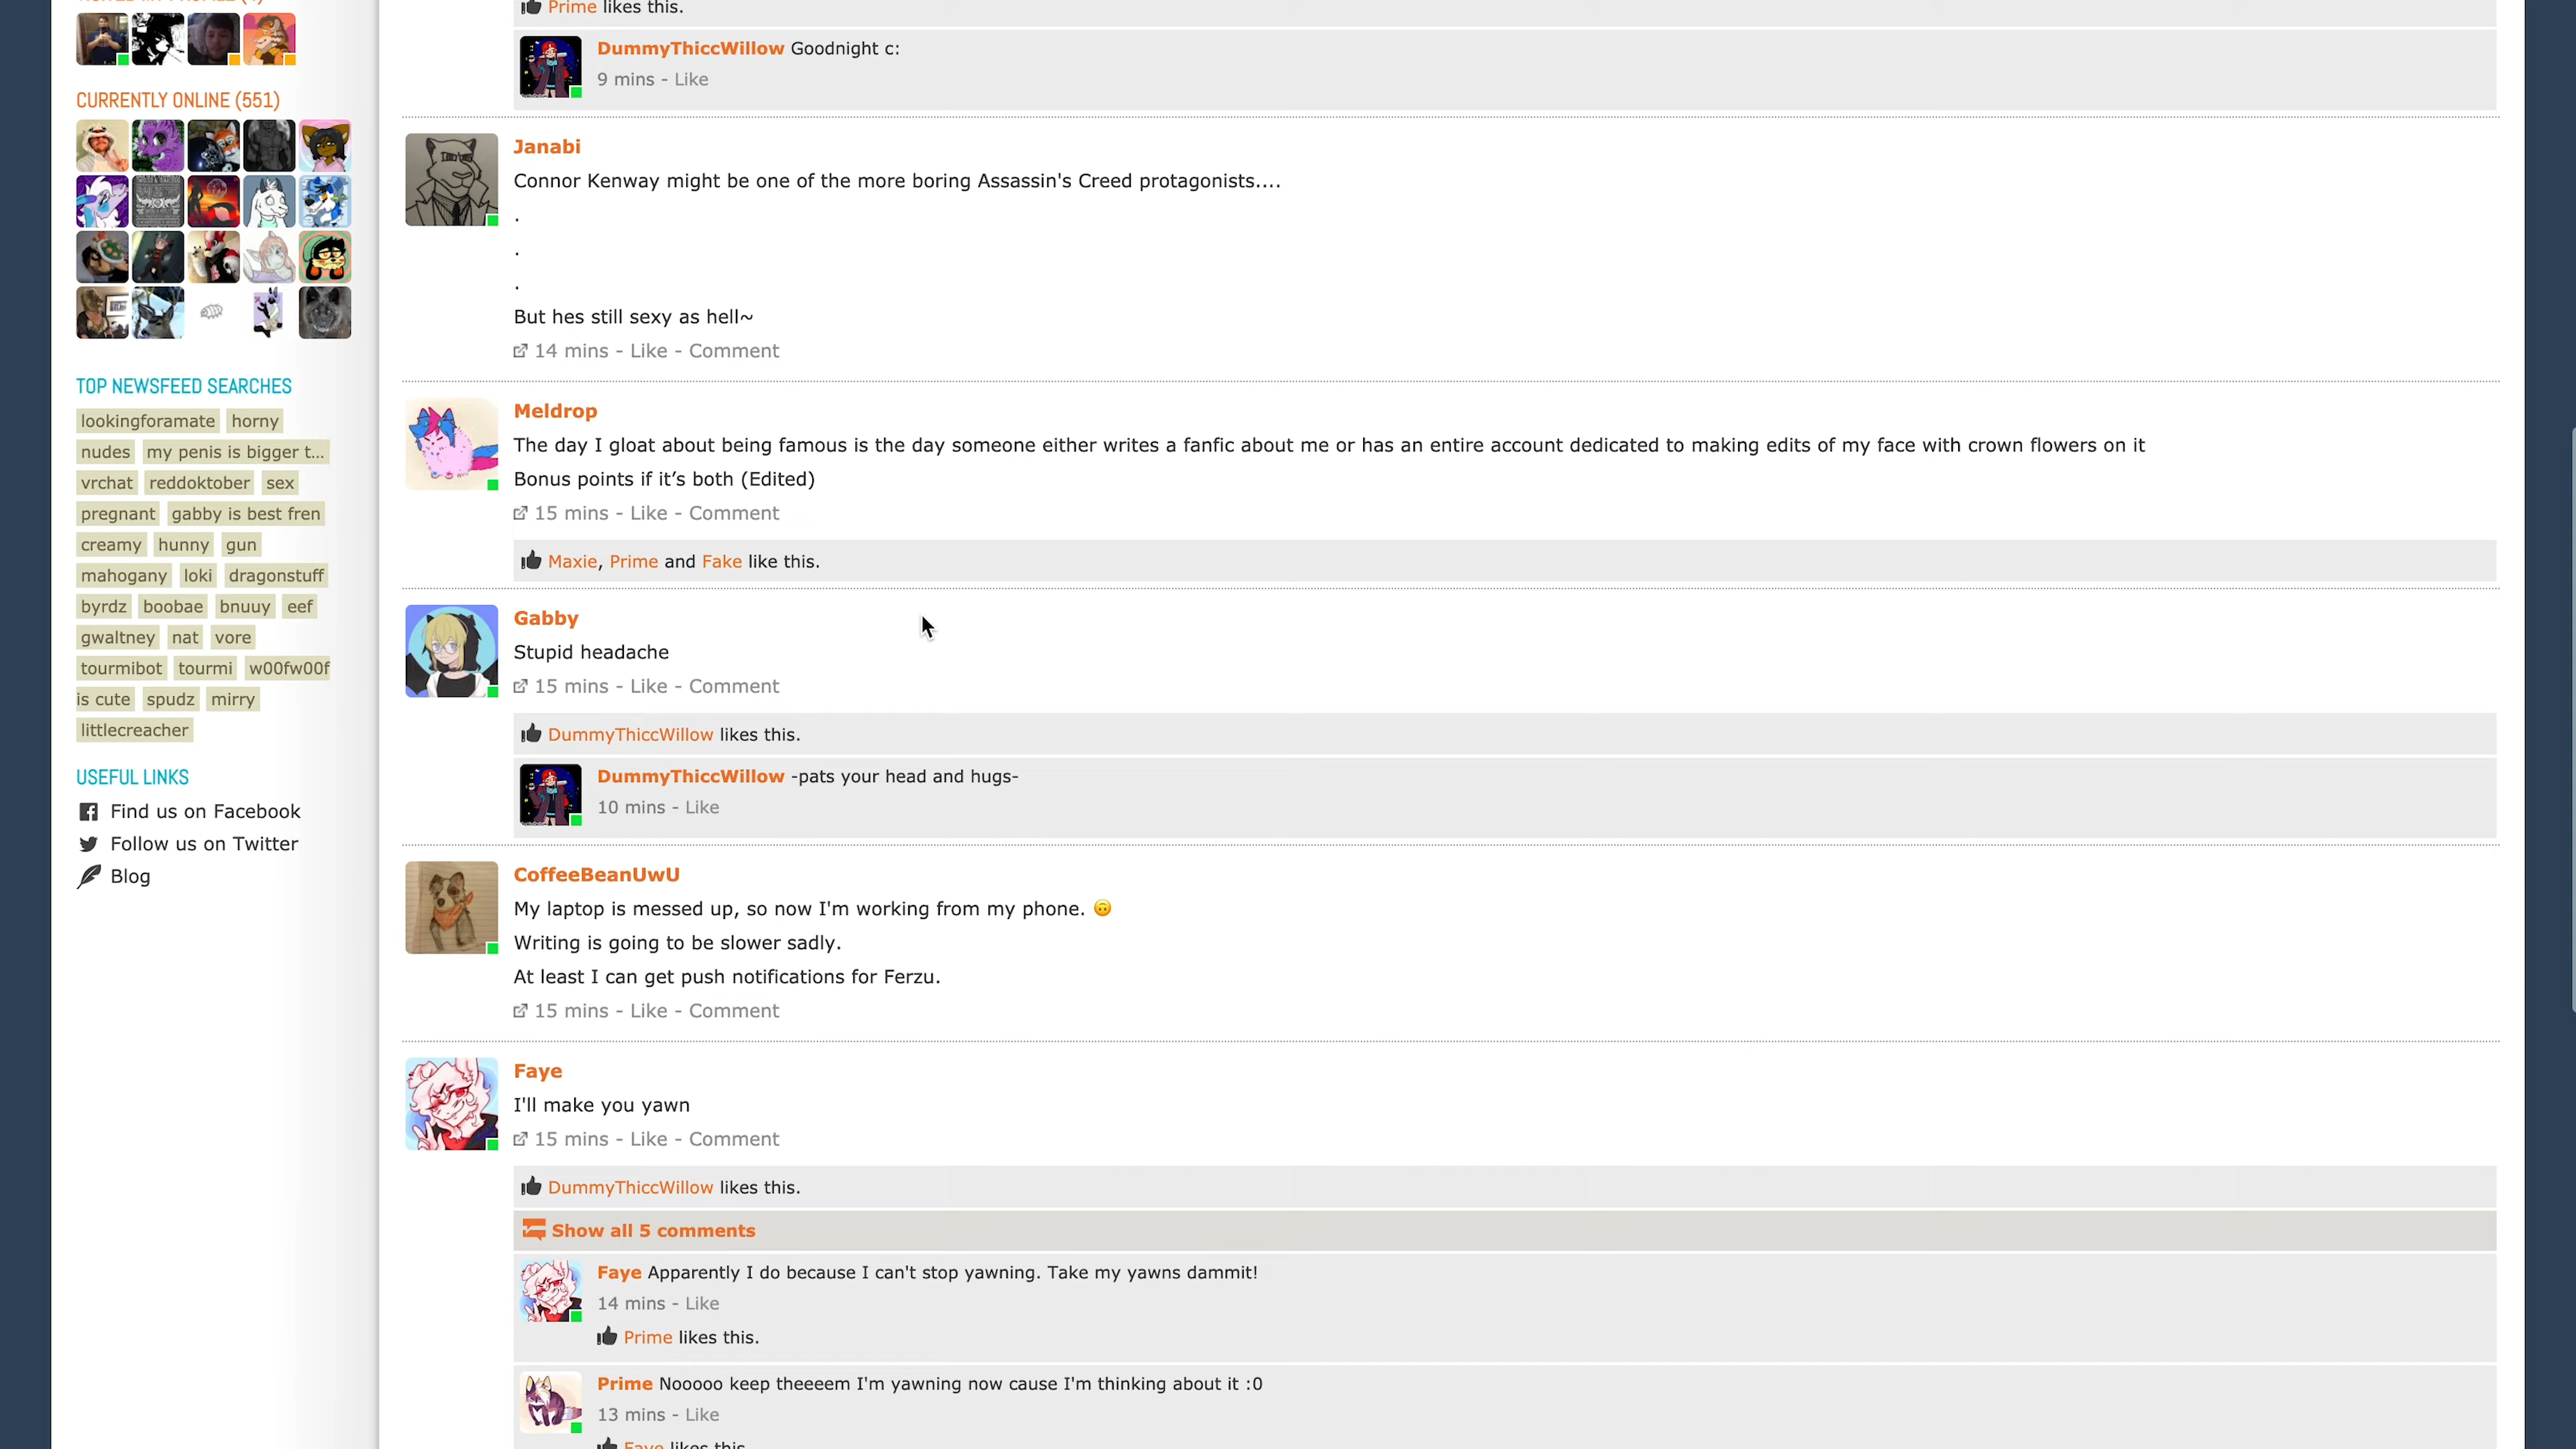 CURRENTLY ONLINE (551)
TOP NEWSFEED SEARCHES
lookingforamate horny
nudes my penis is bigger t...
vrchat reddoktober sex
pregnant gabby is best fren
creamy hunny gun
mahogany loki dragonstuff
byrdz boobae bnuuy eef
gwaltney nat vore
tourmibot tourmi w00fw00f
is cute spudz mirry
littlecreacher
USEFUL LINKS
Find us on Facebook
Follow us on Twitter
Blog
Prime likes this.
DummyThiccWillow Goodnight c:
9 mins - Like
Janabi
Connor Kenway might be one of the more boring Assassin's Creed protagonists....
.
.
.
But hes still sexy as hell~
14 mins - Like - Comment
Meldrop
The day I gloat about being famous is the day someone either writes a fanfic about me or has an entire account dedicated to making edits of my face with crown flowers on it
Bonus points if it’s both (Edited)
15 mins - Like - Comment
Maxie, Prime and Fake like this.
Gabby
Stupid headache
15 mins - Like - Comment
DummyThiccWillow likes this.
DummyThiccWillow -pats your head and hugs-
10 mins - Like
CoffeeBeanUwU
My laptop is messed up, so now I'm working from my phone. 🙃
Writing is going to be slower sadly.
At least I can get push notifications for Ferzu.
15 mins - Like - Comment
Faye
I'll make you yawn
15 mins - Like - Comment
DummyThiccWillow likes this.
Show all 5 comments
Faye Apparently I do because I can't stop yawning. Take my yawns dammit!
14 mins - Like
Prime likes this.
Prime Nooooo keep theeeem I'm yawning now cause I'm thinking about it :0
13 mins - Like
Faye likes this.